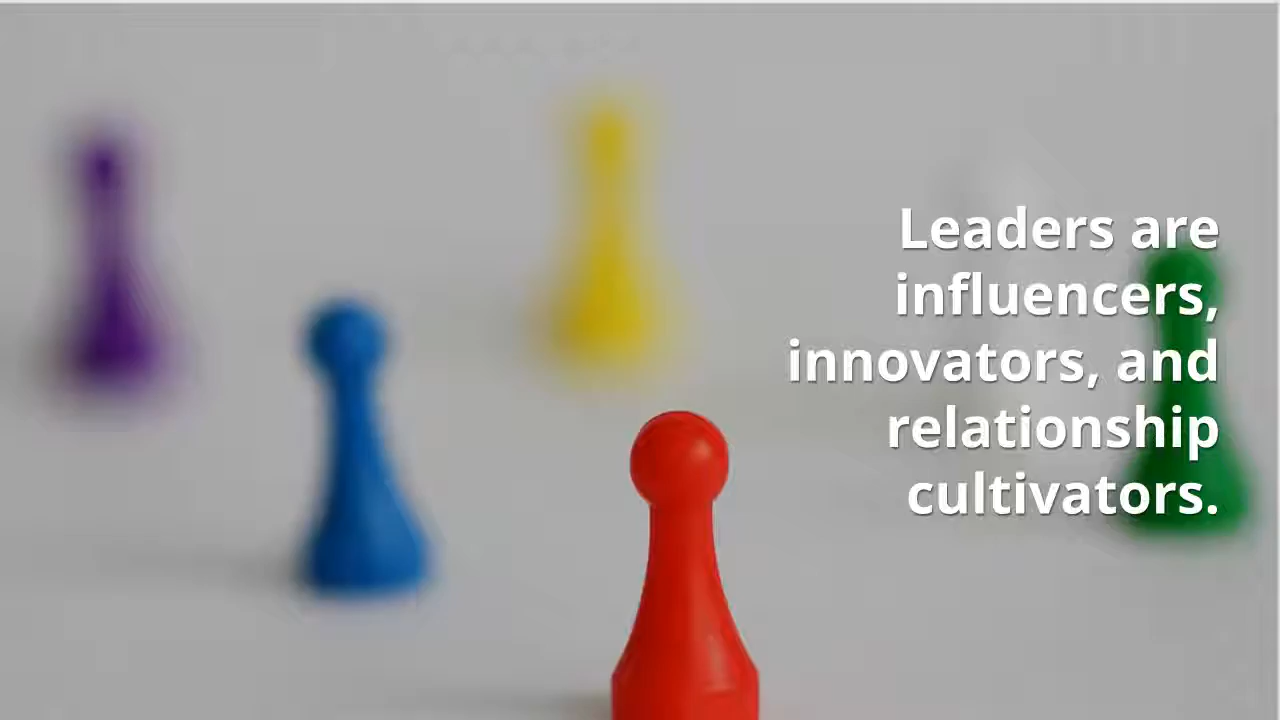 Leaders are
influencers,
innovators, and
relationship
cultivators.